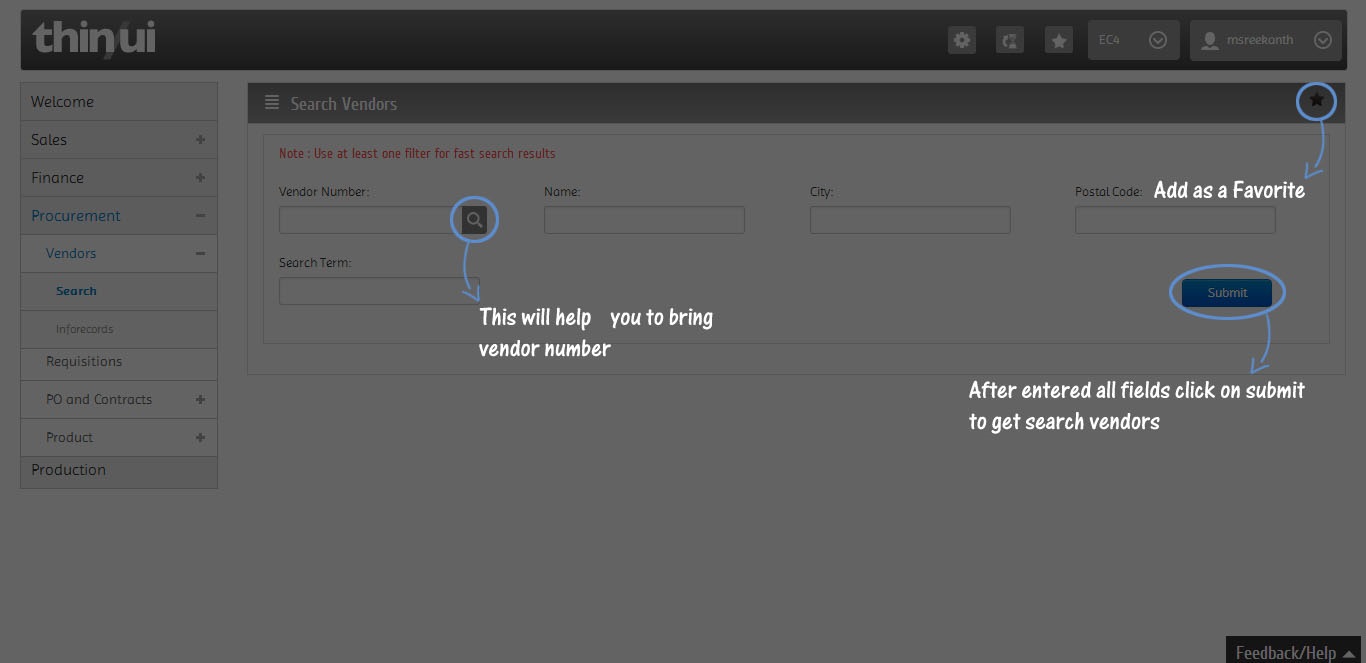 thin/ui
EC4
msreekanth
Welcome
Sales
Finance
Procurement
Vendors
Search
Inforecords
Requisitions
PO and Contracts
Product
Production
Search Vendors
Note : Use at least one filter for fast search results
Vendor Number:
Name:
City:
Postal Code:
Add as a Favorite
Search Term:
Submit
This will help you to bring
vendor number
After entered all fields click on submit
to get search vendors
Feedback/Help